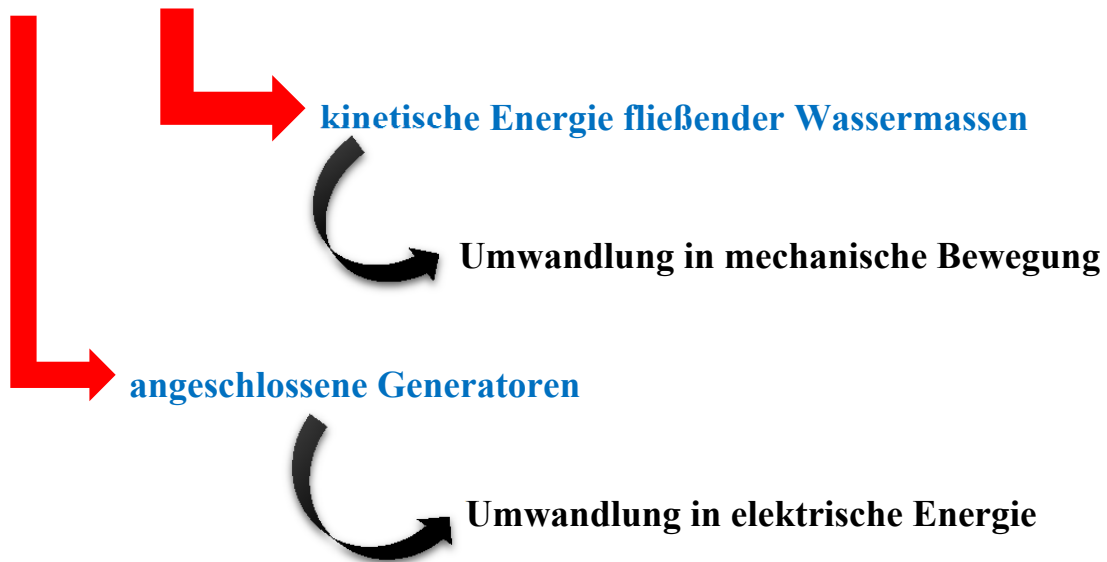 kinetische Energie fließender Wassermassen
Umwandlung in mechanische Bewegung
angeschlossene Generatoren
Umwandlung in elektrische Energie